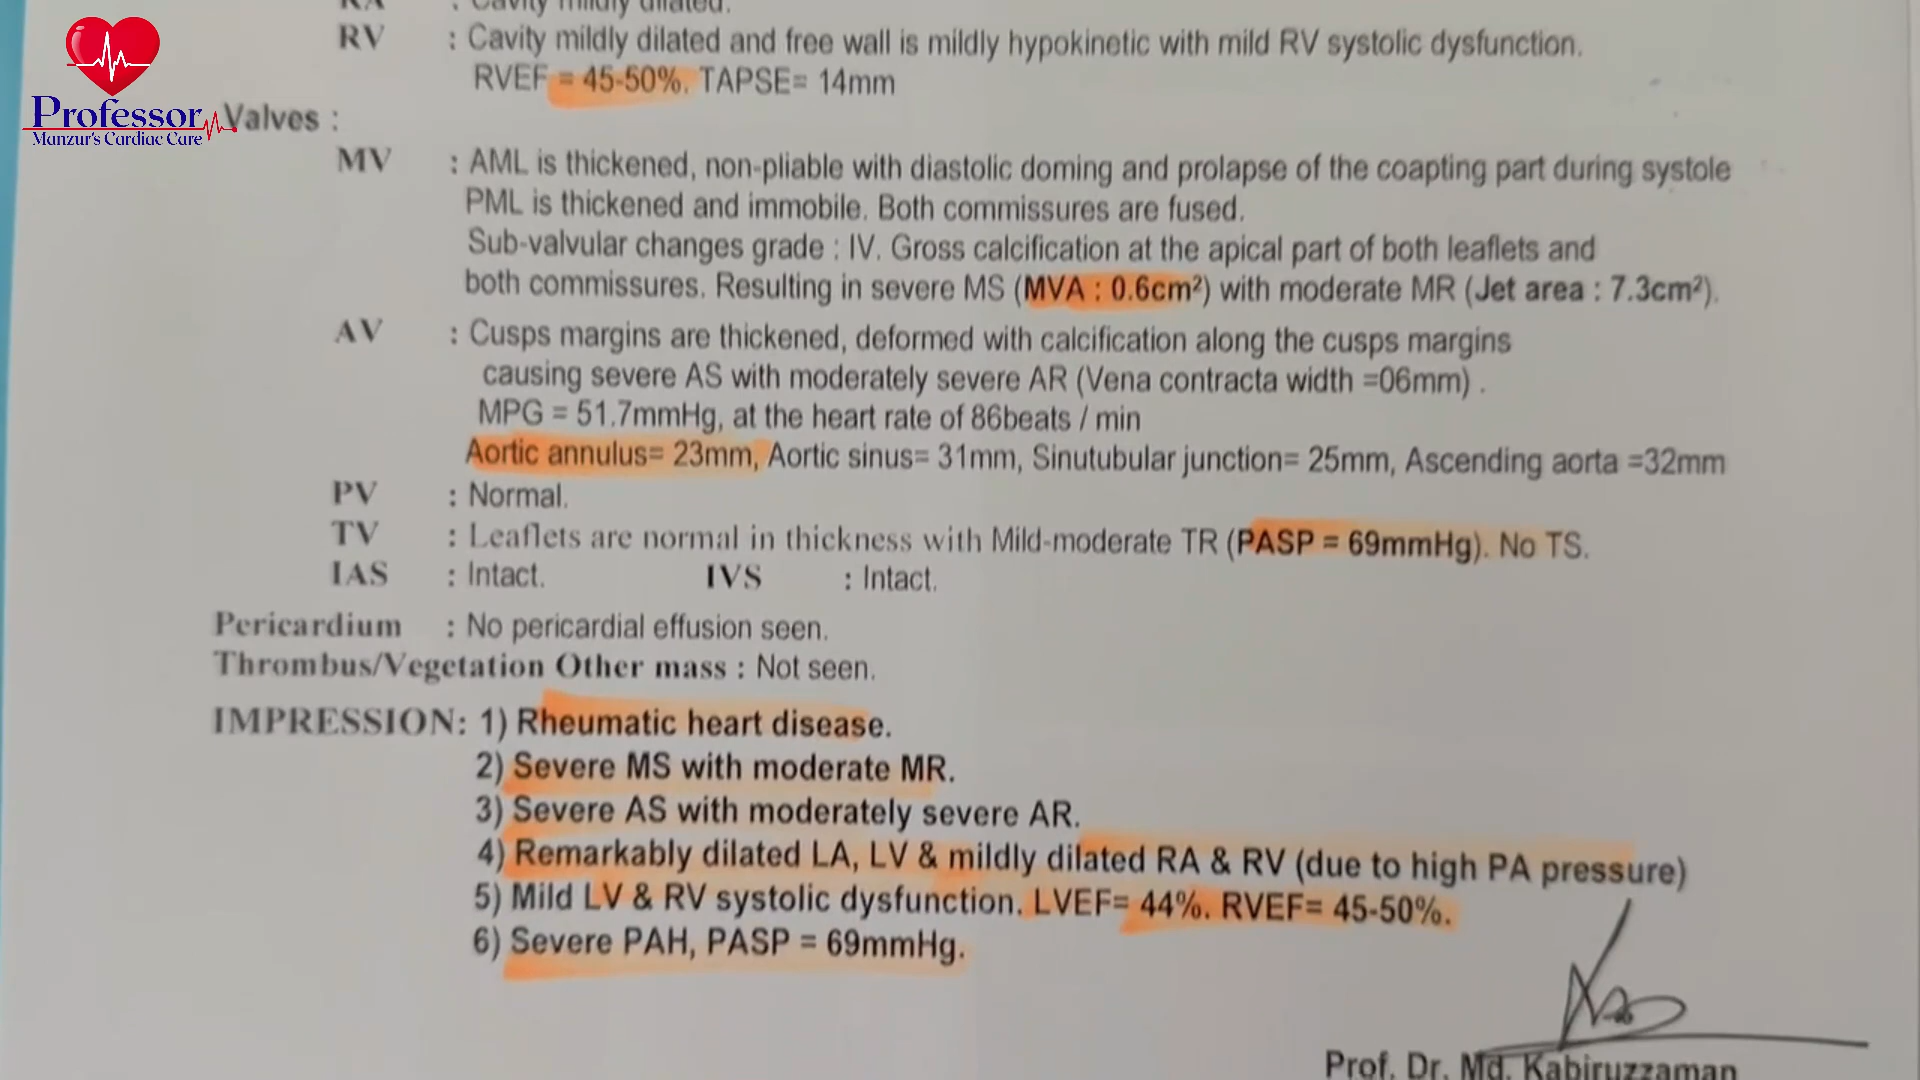 RA : Cavity mildly dilated.
RV : Cavity mildly dilated and free wall is mildly hypokinetic with mild RV systolic dysfunction.
RVEF = 45-50%. TAPSE= 14mm
Professor
Manzur's Cardiac Care
Valves :
MV : AML is thickened, non-pliable with diastolic doming and prolapse of the coapting part during systole
PML is thickened and immobile. Both commissures are fused.
Sub-valvular changes grade : IV. Gross calcification at the apical part of both leaflets and
both commissures. Resulting in severe MS (MVA : 0.6cm²) with moderate MR (Jet area : 7.3cm²).
AV : Cusps margins are thickened, deformed with calcification along the cusps margins
causing severe AS with moderately severe AR (Vena contracta width =06mm) .
MPG = 51.7mmHg, at the heart rate of 86beats / min
Aortic annulus= 23mm, Aortic sinus= 31mm, Sinutubular junction= 25mm, Ascending aorta =32mm
PV : Normal.
TV : Leaflets are normal in thickness with Mild-moderate TR (PASP = 69mmHg). No TS.
IAS : Intact. IVS : Intact.
Pericardium : No pericardial effusion seen.
Thrombus/Vegetation Other mass : Not seen.
IMPRESSION: 1) Rheumatic heart disease.
2) Severe MS with moderate MR.
3) Severe AS with moderately severe AR.
4) Remarkably dilated LA, LV & mildly dilated RA & RV (due to high PA pressure)
5) Mild LV & RV systolic dysfunction. LVEF= 44%. RVEF= 45-50%.
6) Severe PAH, PASP = 69mmHg.
Prof. Dr. Md. Kabiruzzaman